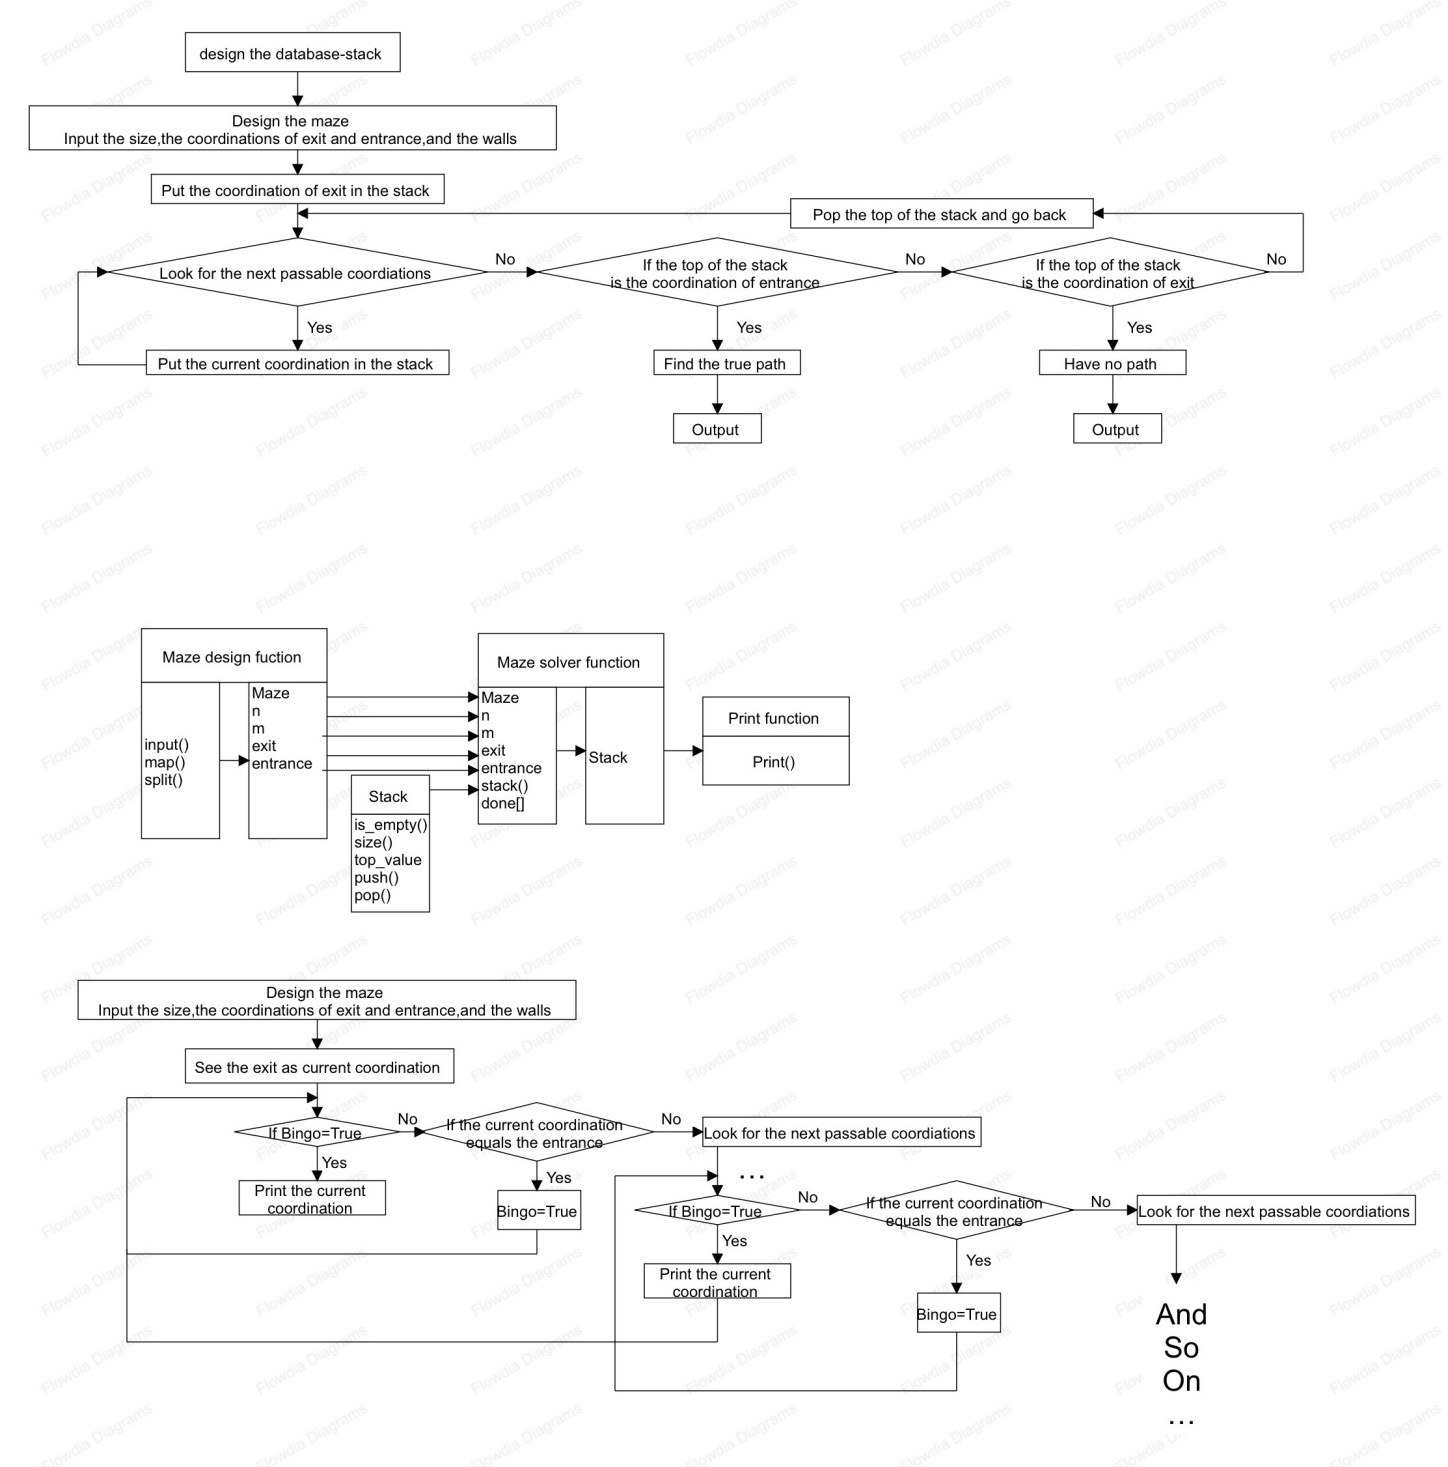 design the database-stack
Design the maze
Input the size,the coordinations of exit and entrance,and the walls
Put the coordination of exit in the stack
Pop the top of the stack and go back
Look for the next passable coordiations
No
If the top of the stack
is the coordination of entrance
No
If the top of the stack
is the coordination of exit
No
Yes
Yes
Yes
Put the current coordination in the stack
Find the true path
Have no path
Output
Output
Maze design fuction
input()
map()
split()
Maze
n
m
exit
entrance
Stack
is_empty()
size()
top_value
push()
pop()
Maze solver function
Maze
n
m
exit
entrance
stack()
done[]
Stack
Print function
Print()
Design the maze
Input the size,the coordinations of exit and entrance,and the walls
See the exit as current coordination
If Bingo=True
No
If the current coordination
equals the entrance
No
Look for the next passable coordiations
Yes
Print the current
coordination
Yes
Bingo=True
...
If Bingo=True
No
If the current coordination
equals the entrance
No
Look for the next passable coordiations
Yes
Print the current
coordination
Yes
Bingo=True
And
So
On
...
Flowdia Diagrams